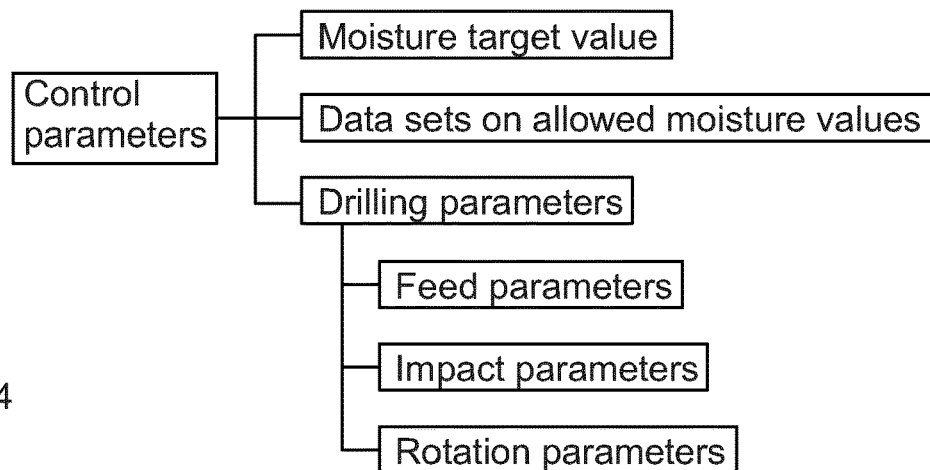 Moisture target value
Control
parameters
Data sets on allowed moisture values
Drilling parameters
Feed parameters
Impact parameters
4
Rotation parameters